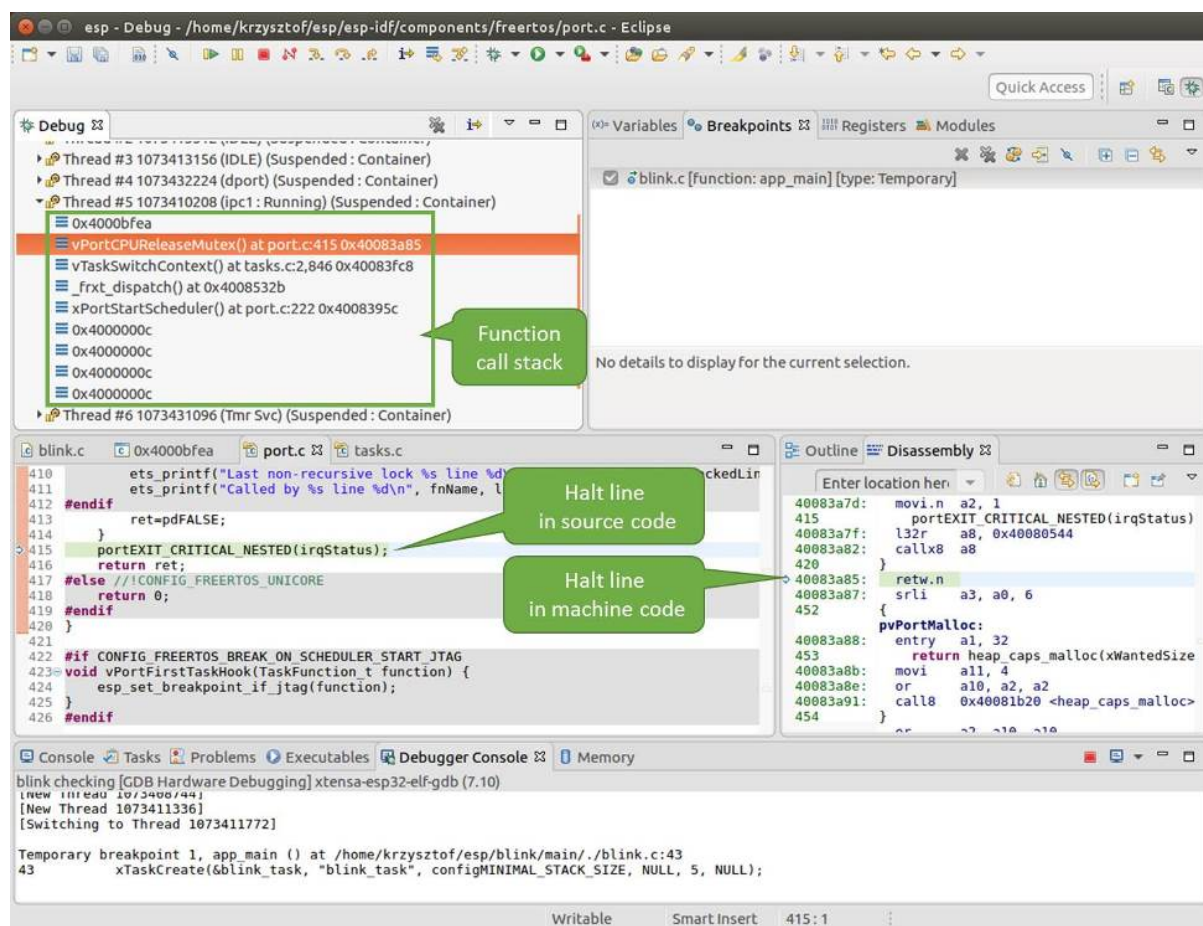 esp - Debug - /home/krzysztof/esp/esp-idf/components/freertos/port.c - Eclipse
Quick Access
Debug
Thread #3 1073413156 (IDLE) (Suspended : Container)
Thread #4 1073432224 (dport) (Suspended : Container)
Thread #5 1073410208 (ipc1 : Running) (Suspended : Container)
0x4000bfea
vPortCPUReleaseMutex() at port.c:415 0x40083a85
vTaskSwitchContext() at tasks.c:2,846 0x40083fc8
_frxt_dispatch() at 0x4008532b
xPortStartScheduler() at port.c:222 0x4008395c
0x4000000c
0x4000000c
0x4000000c
0x4000000c
Thread #6 1073431096 (Tmr Svc) (Suspended : Container)
Function
call stack
(x)= Variables Breakpoints Registers Modules
blink.c [function: app_main] [type: Temporary]
No details to display for the current selection.
blink.c 0x4000bfea port.c tasks.c
410 ets_printf("Last non-recursive lock %s line %d\ ckedLin
411 ets_printf("Called by %s line %d\n", fnName, l
412 #endif
413 ret=pdFALSE;
414 }
415 portEXIT_CRITICAL_NESTED(irqStatus);
416 return ret;
417 #else //!CONFIG_FREERTOS_UNICORE
418 return 0;
419 #endif
420 }
421
422 #if CONFIG_FREERTOS_BREAK_ON_SCHEDULER_START_JTAG
423 void vPortFirstTaskHook(TaskFunction_t function) {
424 esp_set_breakpoint_if_jtag(function);
425 }
426 #endif
Halt line
in source code
Halt line
in machine code
Outline Disassembly
Enter location her
40083a7d: movi.n a2, 1
415 portEXIT_CRITICAL_NESTED(irqStatus)
40083a7f: l32r a8, 0x40080544
40083a82: callx8 a8
420 }
40083a85: retw.n
40083a87: srli a3, a0, 6
452 {
pvPortMalloc:
40083a88: entry a1, 32
453 return heap_caps_malloc(xWantedSize
40083a8b: movi a11, 4
40083a8e: or a10, a2, a2
40083a91: call8 0x40081b20 <heap_caps_malloc>
454 }
Console Tasks Problems Executables Debugger Console Memory
blink checking [GDB Hardware Debugging] xtensa-esp32-elf-gdb (7.10)
[New Thread 1073408744]
[New Thread 1073411336]
[Switching to Thread 1073411772]
Temporary breakpoint 1, app_main () at /home/krzysztof/esp/blink/main/./blink.c:43
43 xTaskCreate(&blink_task, "blink_task", configMINIMAL_STACK_SIZE, NULL, 5, NULL);
Writable Smart Insert 415 : 1